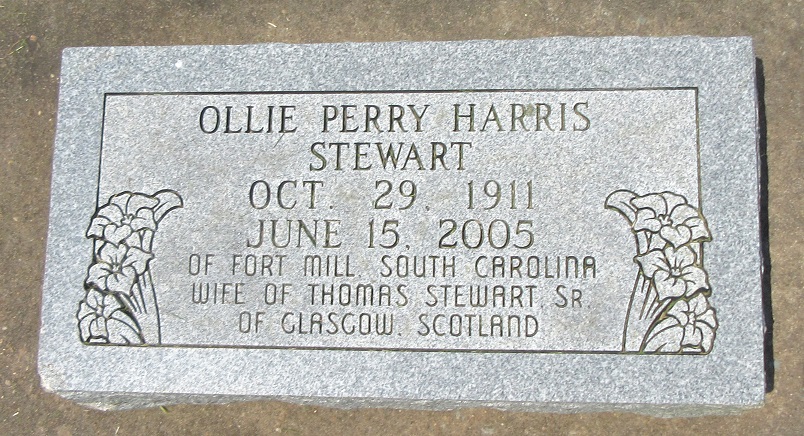 OLLIE PERRY HARRIS
STEWART
OCT. 29, 1911
JUNE 15, 2005
OF FORT MILL, SOUTH CAROLINA
WIFE OF THOMAS STEWART, SR.
OF GLASGOW, SCOTLAND